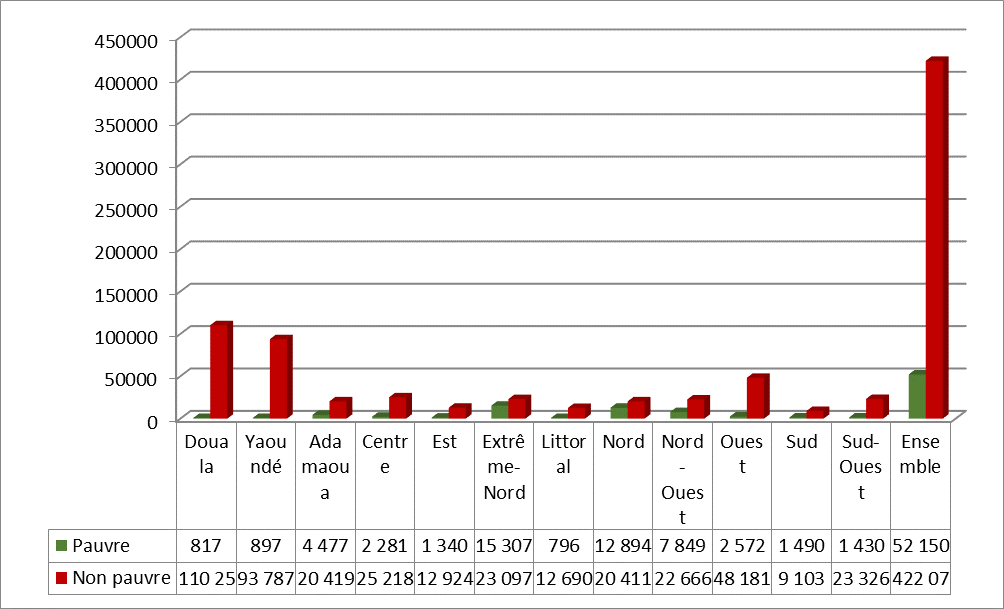 450000
400000
350000
300000
250000
200000
150000
100000
50000
0
Doua Yaou Ada Centr Est Extrê Littor Nord Nord Oues Sud Sud- Ense
la ndé maou e me- al - t Oues mble
a Nord Oues t
t
Pauvre 817 897 4 477 2 281 1 340 15 307 796 12 894 7 849 2 572 1 490 1 430 52 150
Non pauvre 110 25 93 787 20 419 25 218 12 924 23 097 12 690 20 411 22 666 48 181 9 103 23 326 422 07